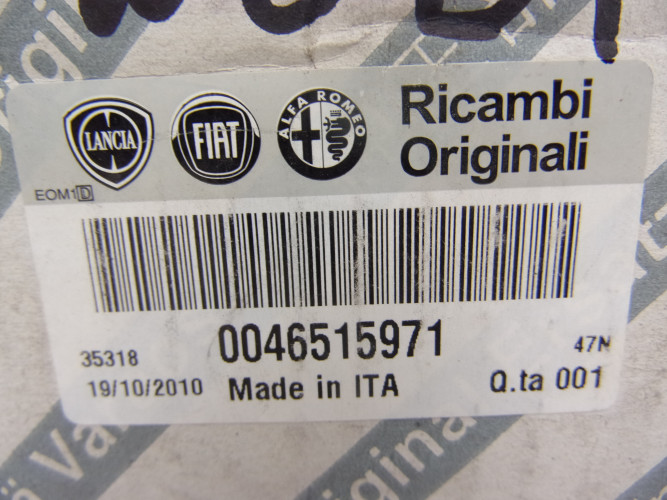 LANCIA FIAT ALFA ROMEO Ricambi
Originali
EOM1D
0046515971
35318 47N
19/10/2010 Made in ITA Q.ta 001